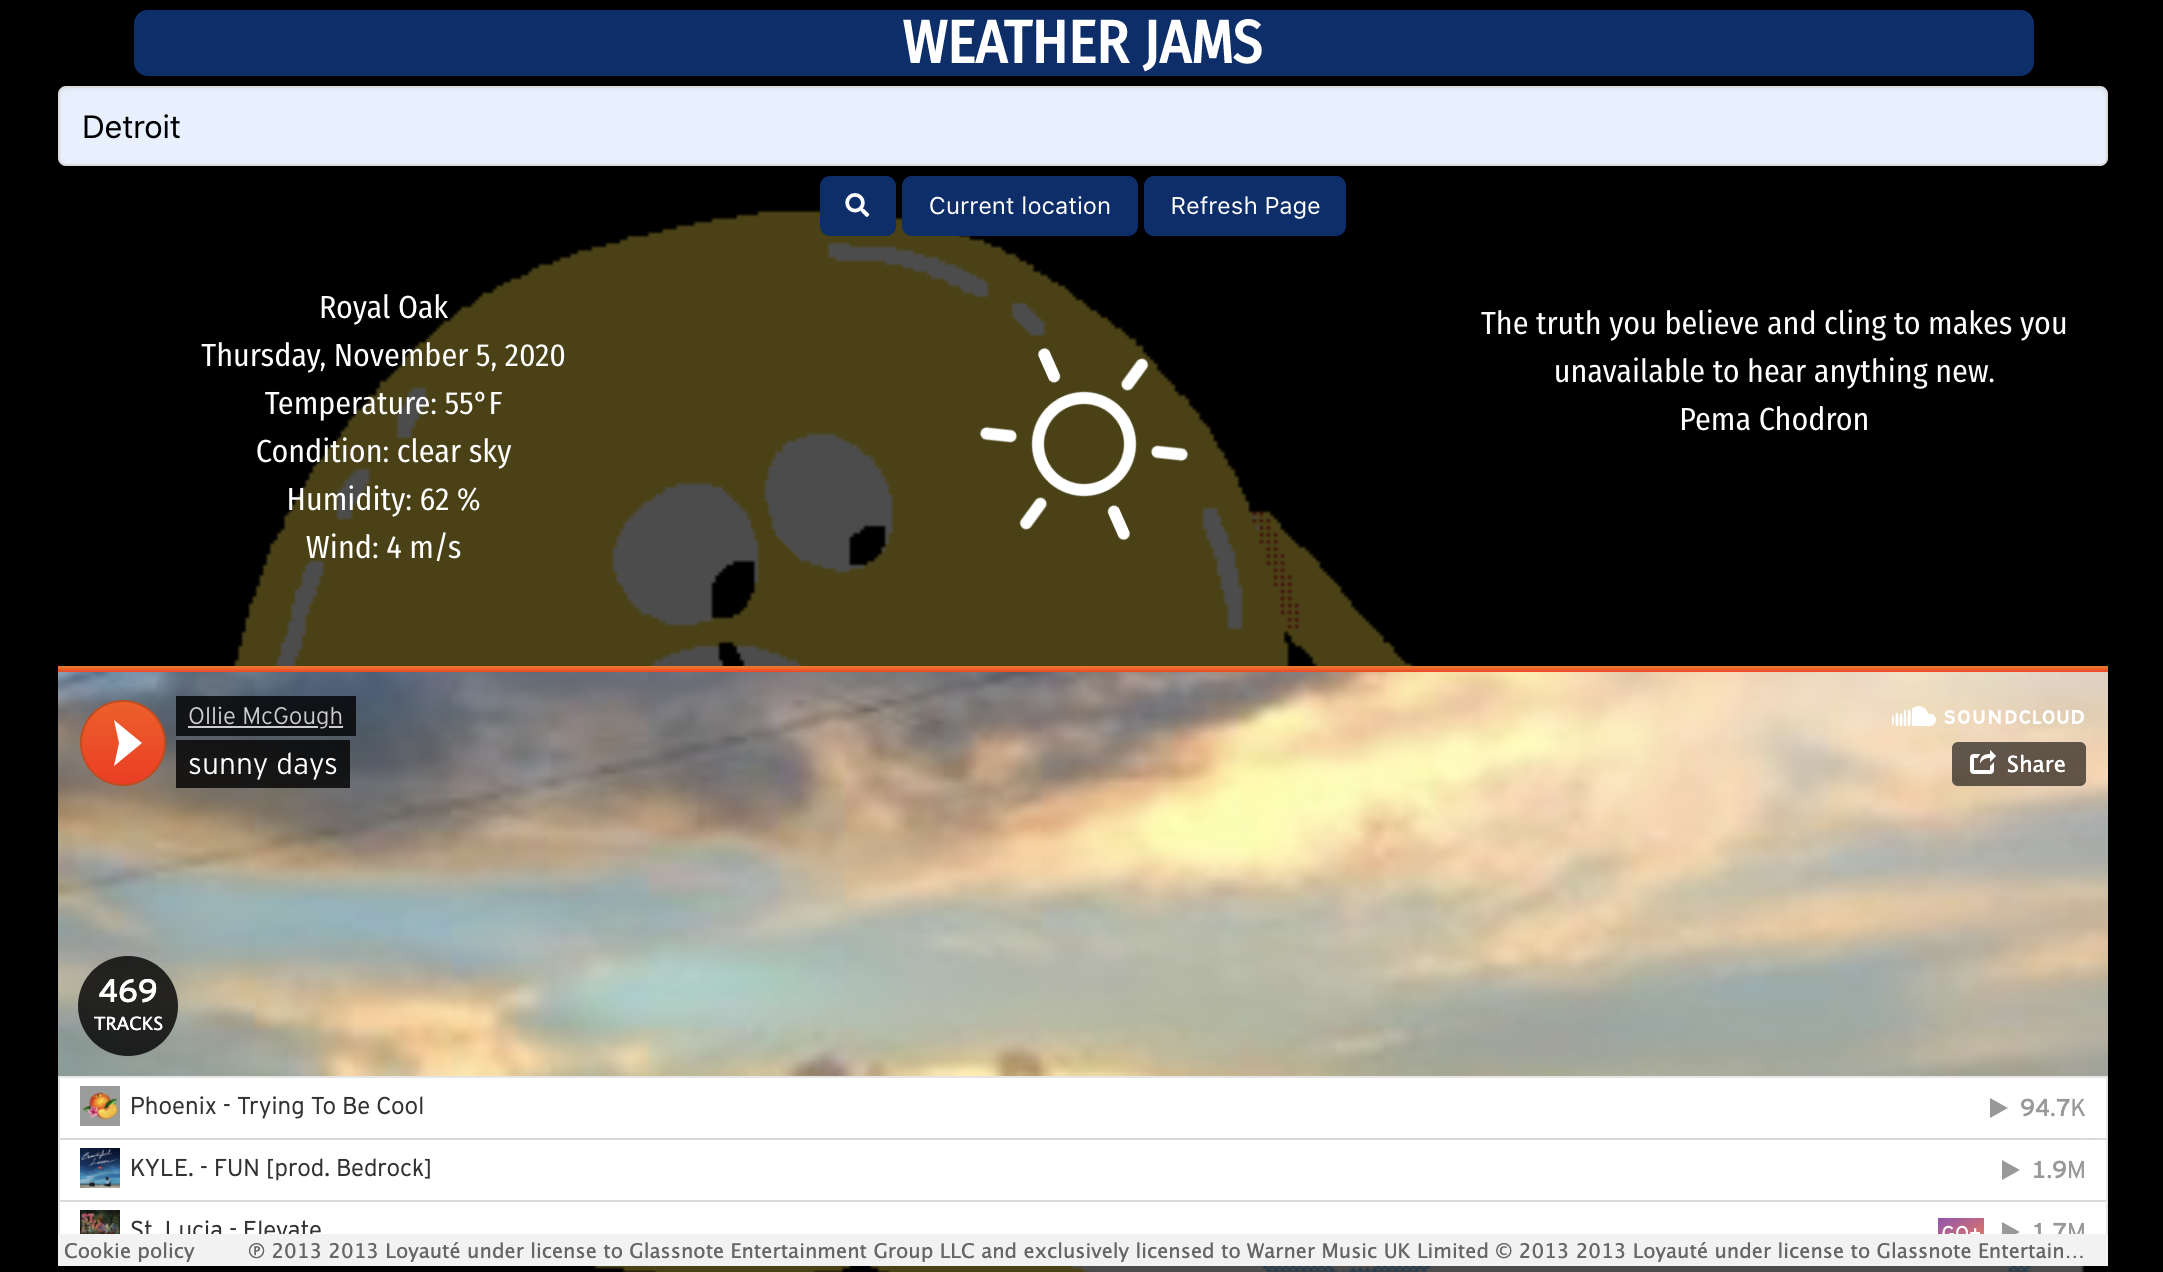 WEATHER JAMS
Detroit
Current location
Refresh Page
Royal Oak
Thursday, November 5, 2020
Temperature: 55°F
Condition: clear sky
Humidity: 62 %
Wind: 4 m/s
The truth you believe and cling to makes you
unavailable to hear anything new.
Pema Chodron
Ollie McGough
sunny days
SOUNDCLOUD
Share
469
TRACKS
Phoenix - Trying To Be Cool
94.7K
KYLE. - FUN [prod. Bedrock]
1.9M
St. Lucia - Elevate
GO+
1.7M
Cookie policy
℗ 2013 2013 Loyauté under license to Glassnote Entertainment Group LLC and exclusively licensed to Warner Music UK Limited © 2013 2013 Loyauté under license to Glassnote Entertain...